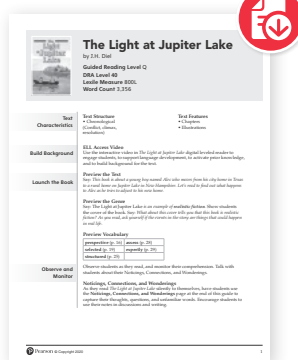 The Light at Jupiter Lake
by J.H. Diel
Guided Reading Level Q
DRA Level 40
Lexile Measure 800L
Word Count 3,356
Text
Characteristics
Text Structure
• Chronological
(Conflict, climax,
resolution)
Text Features
• Chapters
• Illustrations
Build Background
ELL Access Video
Use the interactive video in The Light at Jupiter Lake digital leveled reader to
engage students, to support language development, to activate prior knowledge,
and to build background for the text.
Launch the Book
Preview the Text
Say: This book is about a young boy named Alec who moves from his city home in Texas
to a rural home on Jupiter Lake in New Hampshire. Let's read to find out what happens
to Alec as he tries to adjust to his new home.
Preview the Genre
Say: The Light at Jupiter Lake is an example of realistic fiction. Show students
the cover of the book. Say: What about this cover tells you that this book is realistic
fiction? As you read, ask yourself if the events in the story are things that could happen
in real life.
Preview Vocabulary
perspective (p. 16) access (p. 28)
selected (p. 19) expertly (p. 29)
structured (p. 25)
Observe and
Monitor
Observe students as they read, and monitor their comprehension. Talk with
students about their Noticings, Connections, and Wonderings.
Noticings, Connections, and Wonderings
As they read The Light at Jupiter Lake silently to themselves, have students use
the Noticings, Connections, and Wonderings page at the end of this guide to
capture their thoughts, questions, and antiambler words. Encourage students to
use their notes in discussions and writing.
Pearson © Copyright 2020
1